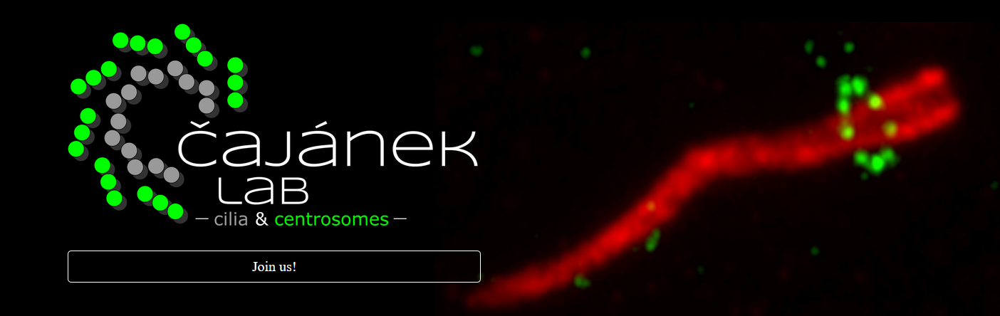 Čajánek
Lab
– cilia & centrosomes –
Join us!